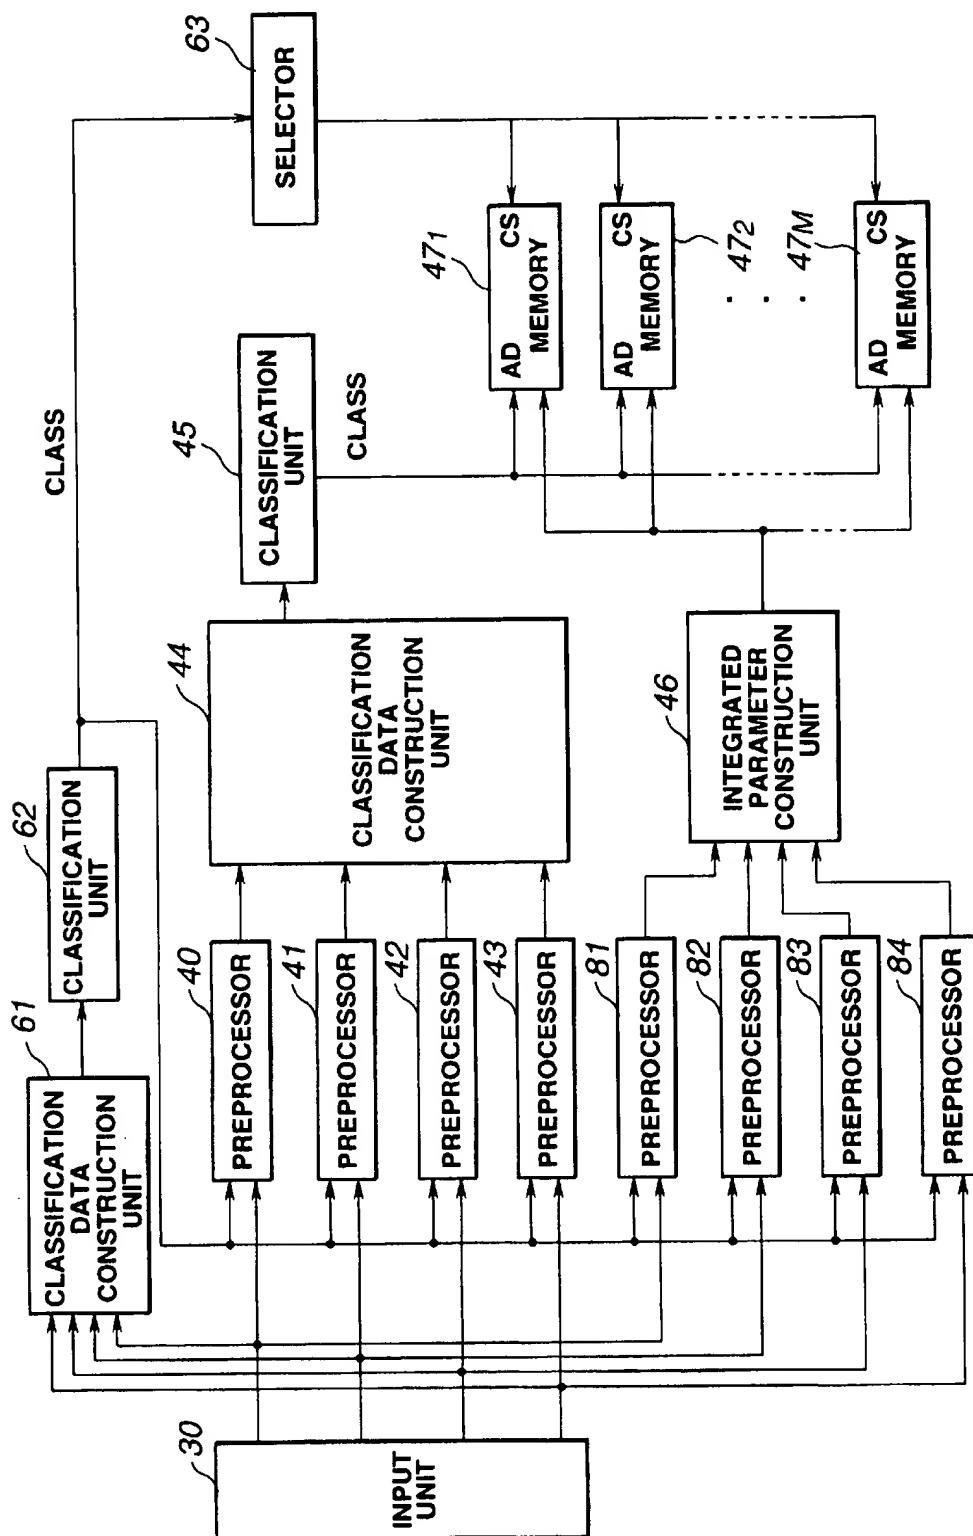 61
CLASSIFICATION
DATA
CONSTRUCTION
UNIT
62
CLASSIFICATION
UNIT
CLASS
63
SELECTOR
30
INPUT
UNIT
40
PREPROCESSOR
41
PREPROCESSOR
42
PREPROCESSOR
43
PREPROCESSOR
81
PREPROCESSOR
82
PREPROCESSOR
83
PREPROCESSOR
84
PREPROCESSOR
44
CLASSIFICATION
DATA
CONSTRUCTION
UNIT
45
CLASSIFICATION
UNIT
CLASS
46
INTEGRATED
PARAMETER
CONSTRUCTION
UNIT
471
AD CS
MEMORY
472
AD CS
MEMORY
47M
AD CS
MEMORY